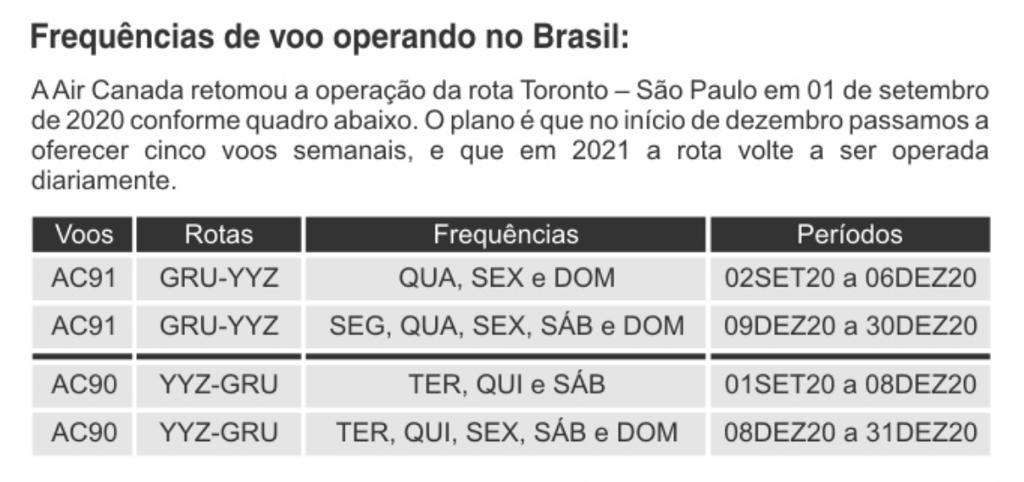 Frequências de voo operando no Brasil:
A Air Canada retomou a operação da rota Toronto – São Paulo em 01 de setembro
de 2020 conforme quadro abaixo. O plano é que no início de dezembro passamos a
oferecer cinco voos semanais, e que em 2021 a rota volte a ser operada
diariamente.
Voos Rotas Frequências Períodos
AC91 GRU-YYZ QUA, SEX e DOM 02SET20 a 06DEZ20
AC91 GRU-YYZ SEG, QUA, SEX, SÁB e DOM 09DEZ20 a 30DEZ20
AC90 YYZ-GRU TER, QUI e SÁB 01SET20 a 08DEZ20
AC90 YYZ-GRU TER, QUI, SEX, SÁB e DOM 08DEZ20 a 31DEZ20